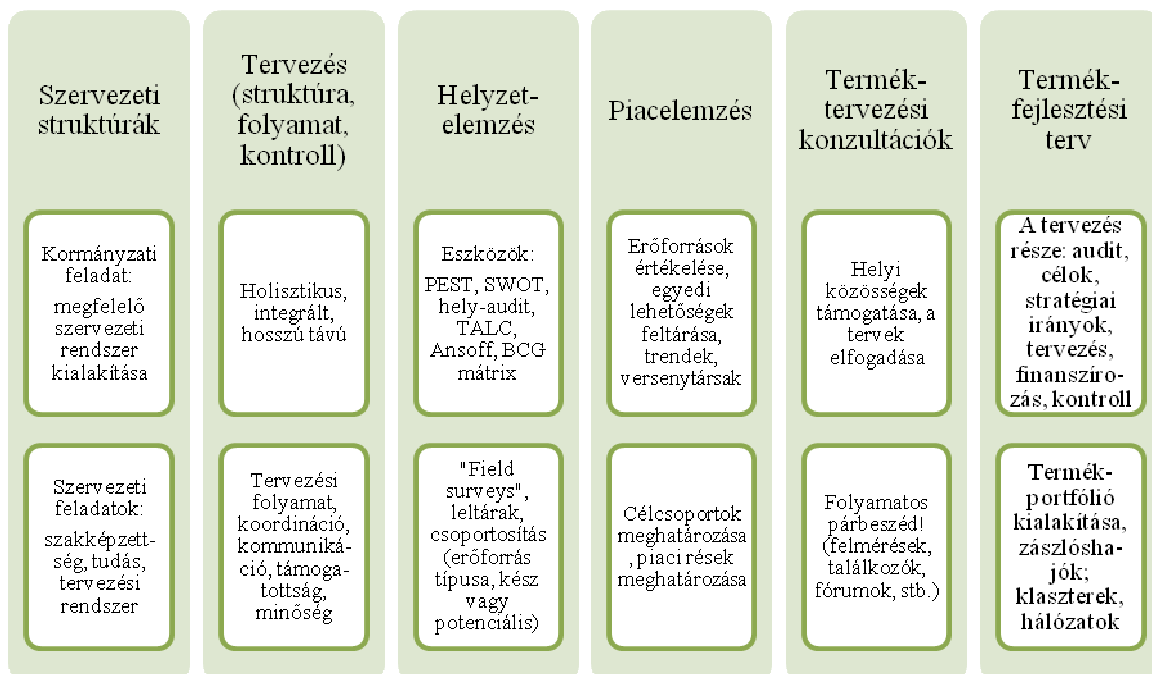 Szervezeti
struktúrák
Kormányzati
feladat:
megfelelő
szervezeti
rendszer
kialakítása
Szervezeti
feladatok:
szakképzett-
ség, tudás,
tervezési
rendszer
Tervezés
(struktúra,
folyamat,
kontroll)
Holisztikus,
integrált,
hosszú távú
Tervezési
folyamat,
koordináció,
kommuniká-
ció, támoga-
tottság,
minőség
Helyzet-
elemzés
Eszközök:
PEST, SWOT,
hely-audit,
TALC,
Ansoff, BCG
mátrix
"Field
surveys",
leltárak,
csoportosítás
(erőforrás
típusa, kész
vagy
potenciális)
Piacelemzés
Erőforrások
értékelése,
egyedi
lehetőségek
feltárása,
trendek,
versenytársak
Célcsoportok
meghatározása
, piaci rések
meghatározása
Termék-
tervezési
konzultációk
Helyi
közösségek
támogatása, a
tervek
elfogadása
Folyamatos
párbeszéd!
(felmérések,
találkozók,
fórumok, stb.)
Termék-
fejlesztési
terv
A tervezés
része: audit,
célok,
stratégiai
irányok,
tervezés,
finanszíro-
zás, kontroll
Termék-
portfólió
kialakítása,
zászlósha-
jók;
klaszterek,
hálózatok